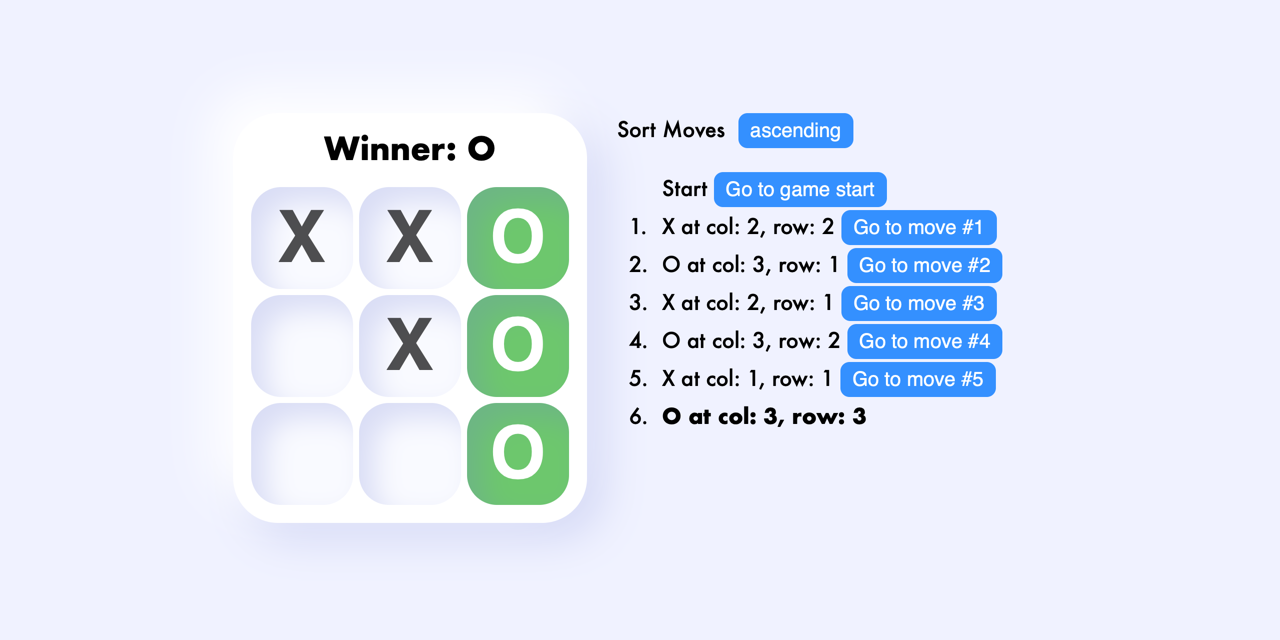 Winner: O
X X O
X O
O
Sort Moves ascending
Start Go to game start
1. X at col: 2, row: 2 Go to move #1
2. O at col: 3, row: 1 Go to move #2
3. X at col: 2, row: 1 Go to move #3
4. O at col: 3, row: 2 Go to move #4
5. X at col: 1, row: 1 Go to move #5
6. O at col: 3, row: 3